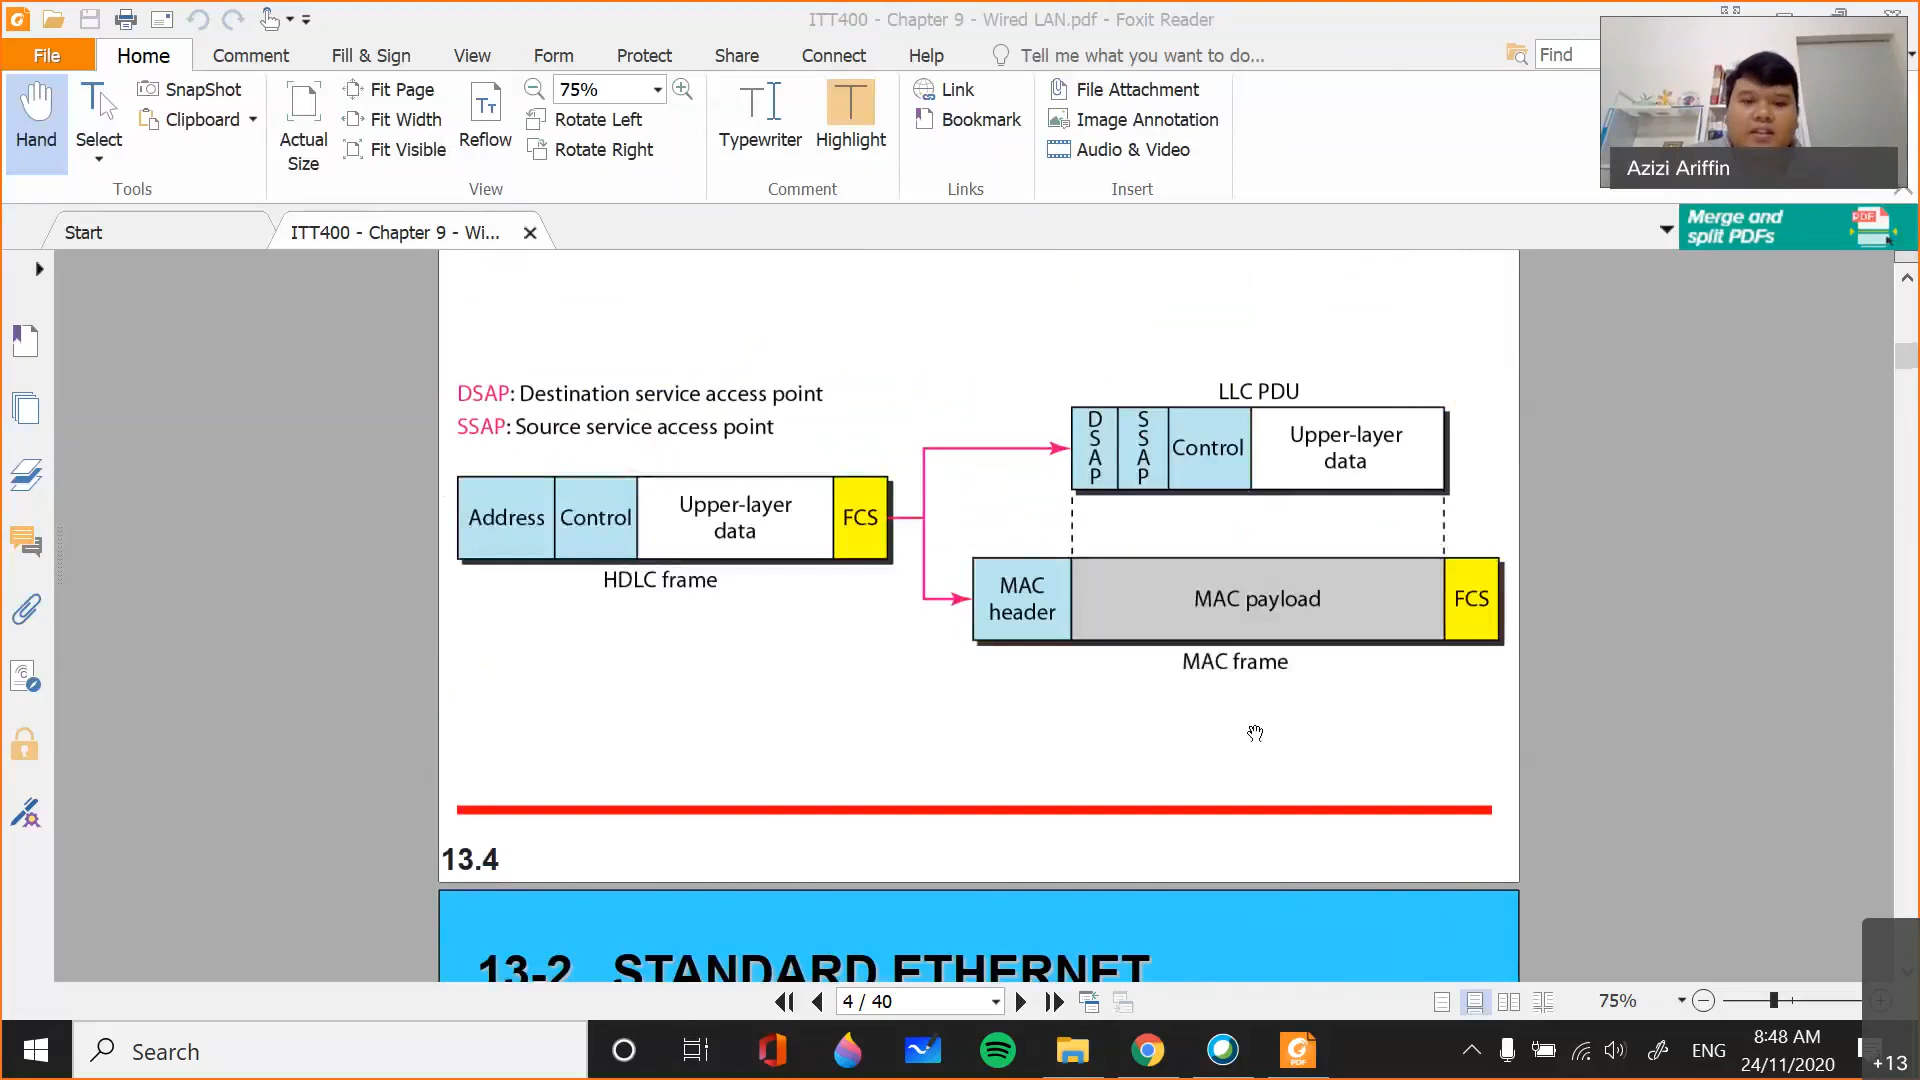 ITT400 - Chapter 9 - Wired LAN.pdf - Foxit Reader
File
Home
Comment
Fill & Sign
View
Form
Protect
Share
Connect
Help
Tell me what you want to do...
Find
Hand
Select
SnapShot
Clipboard
Actual
Size
Fit Page
Fit Width
Fit Visible
Reflow
75%
Rotate Left
Rotate Right
Typewriter
Highlight
Link
Bookmark
File Attachment
Image Annotation
Audio & Video
Tools
View
Comment
Links
Insert
Azizi Ariffin
Start
ITT400 - Chapter 9 - Wi...
Merge and
split PDFs
PDF
DSAP: Destination service access point
SSAP: Source service access point
Address
Control
Upper-layer
data
FCS
HDLC frame
LLC PDU
DSAP
SSAP
Control
Upper-layer
data
MAC
header
MAC payload
FCS
MAC frame
13.4
13-2 STANDARD ETHERNET
4 / 40
75%
Search
PDF
ENG
8:48 AM
24/11/2020
+13